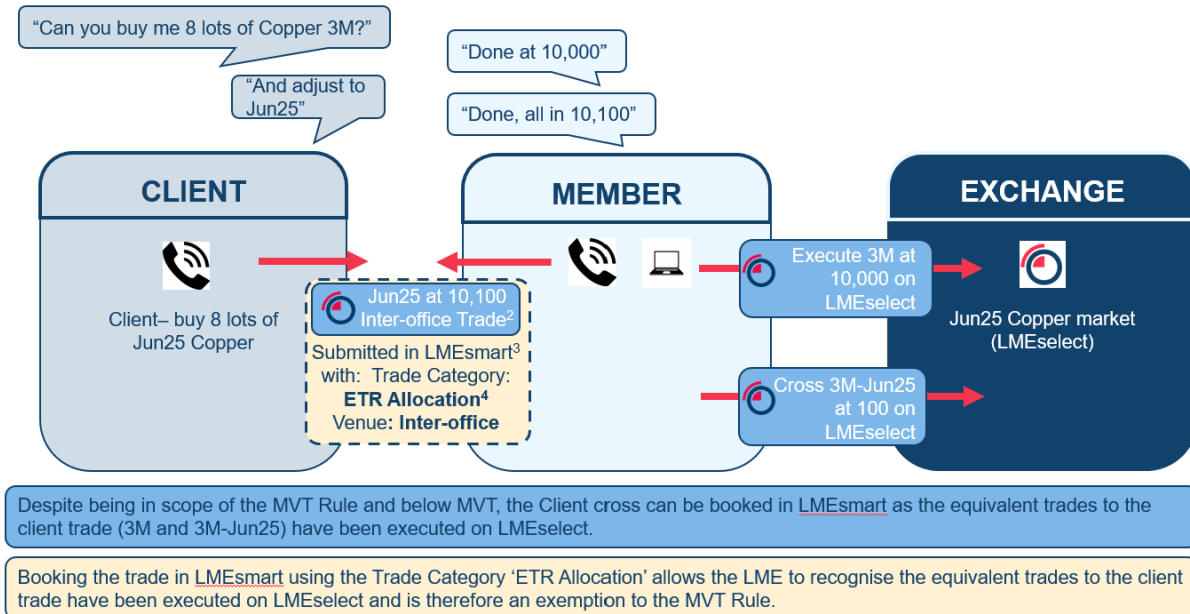 “Can you buy me 8 lots of Copper 3M?”
“And adjust to
Jun25”
“Done at 10,000”
“Done, all in 10,100”
CLIENT
MEMBER
EXCHANGE
Client– buy 8 lots of
Jun25 Copper
Jun25 at 10,100
Inter-office Trade²
Submitted in LMEsmart³
with: Trade Category:
ETR Allocation⁴
Venue: Inter-office
Execute 3M at
10,000 on
LMEselect
Cross 3M-Jun25
at 100 on
LMEselect
Jun25 Copper market
(LMEselect)
Despite being in scope of the MVT Rule and below MVT, the Client cross can be booked in LMEsmart as the equivalent trades to the
client trade (3M and 3M-Jun25) have been executed on LMEselect.
Booking the trade in LMEsmart using the Trade Category ‘ETR Allocation’ allows the LME to recognise the equivalent trades to the client
trade have been executed on LMEselect and is therefore an exemption to the MVT Rule.